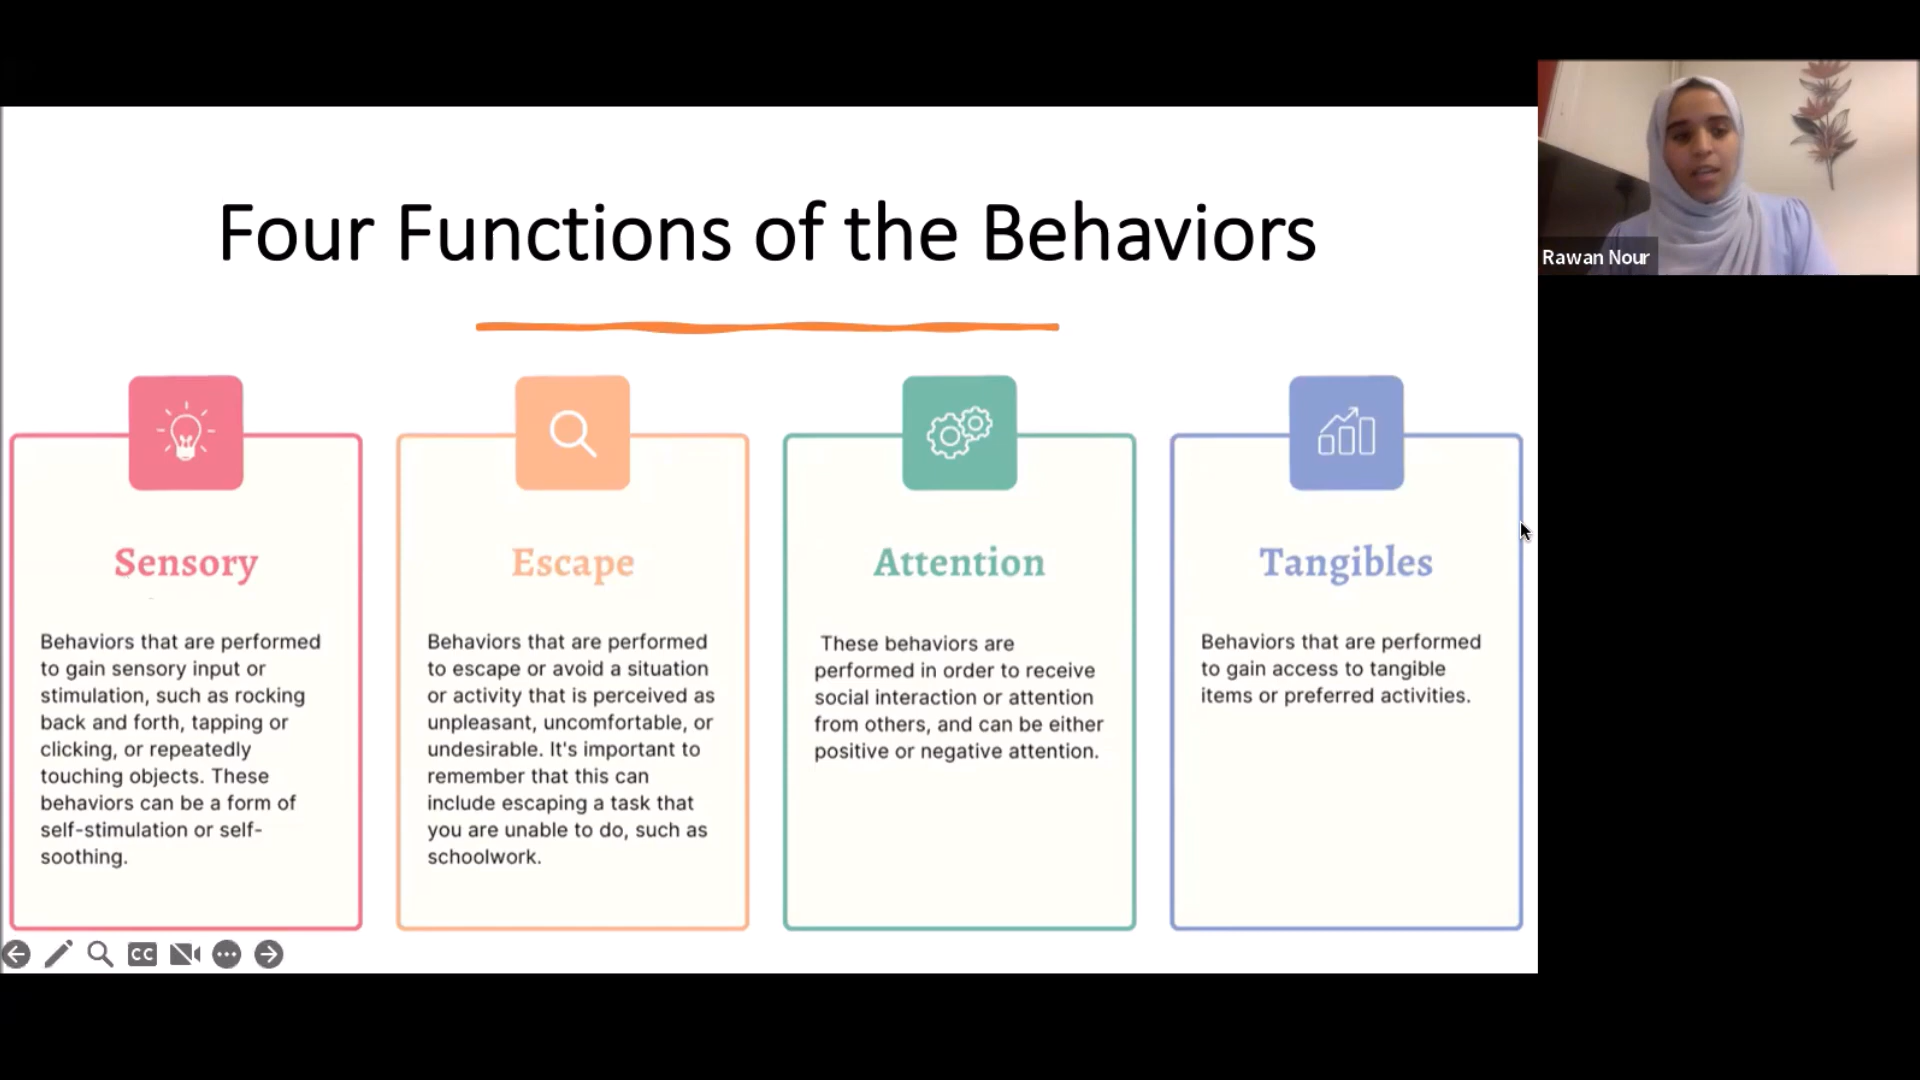 Four Functions of the Behaviors
Rawan Nour
Sensory
Behaviors that are performed
to gain sensory input or
stimulation, such as rocking
back and forth, tapping or
clicking, or repeatedly
touching objects. These
behaviors can be a form of
self-stimulation or self-
soothing.
Escape
Behaviors that are performed
to escape or avoid a situation
or activity that is perceived as
unpleasant, uncomfortable, or
undesirable. It's important to
remember that this can
include escaping a task that
you are unable to do, such as
schoolwork.
Attention
These behaviors are
performed in order to receive
social interaction or attention
from others, and can be either
positive or negative attention.
Tangibles
Behaviors that are performed
to gain access to tangible
items or preferred activities.
CC